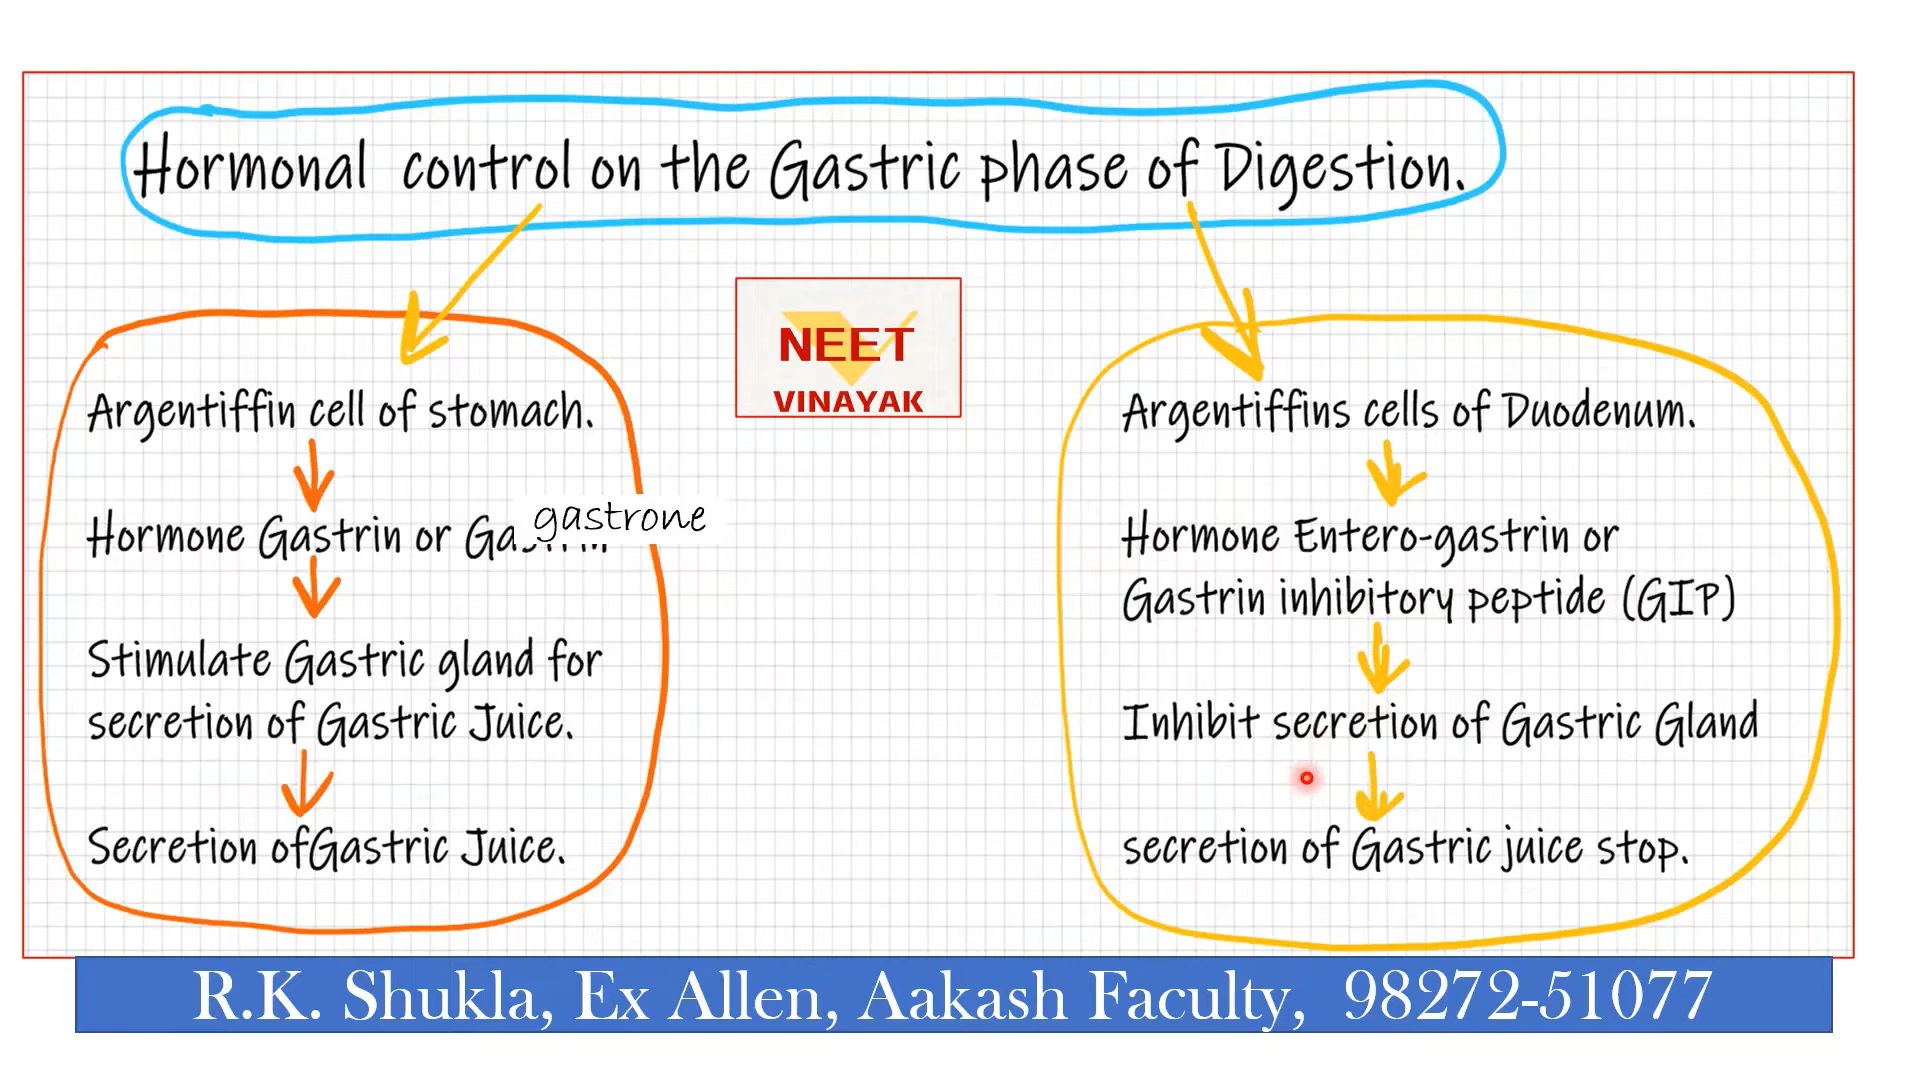 Hormonal control on the Gastric phase of Digestion.
NEET
VINAYAK
Argentiffin cell of stomach.
Hormone Gastrin or
gastrone
Stimulate Gastric gland for
secretion of Gastric Juice.
Secretion ofGastric Juice.
Argentiffins cells of Duodenum.
Hormone Entero-gastrin or
Gastrin inhibitory peptide (GIP)
Inhibit secretion of Gastric Gland
secretion of Gastric juice stop.
R.K. Shukla, Ex Allen, Aakash Faculty, 98272-51077